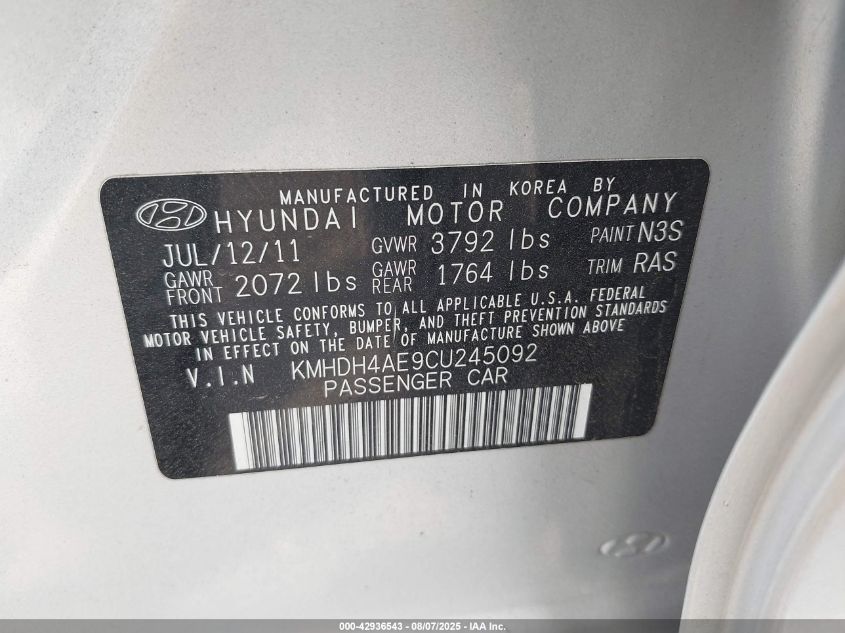 MANUFACTURED IN KOREA BY
HYUNDAI MOTOR COMPANY
JUL/12/11 GVWR 3792 lbs PAINT N3S
GAWR FRONT 2072 lbs GAWR REAR 1764 lbs TRIM RAS
THIS VEHICLE CONFORMS TO ALL APPLICABLE U.S.A. FEDERAL
MOTOR VEHICLE SAFETY, BUMPER, AND THEFT PREVENTION STANDARDS
IN EFFECT ON THE DATE OF MANUFACTURE SHOWN ABOVE
V.I.N KMHDH4AE9CU245092
PASSENGER CAR
000-42936543 - 08/07/2025 - IAA Inc.